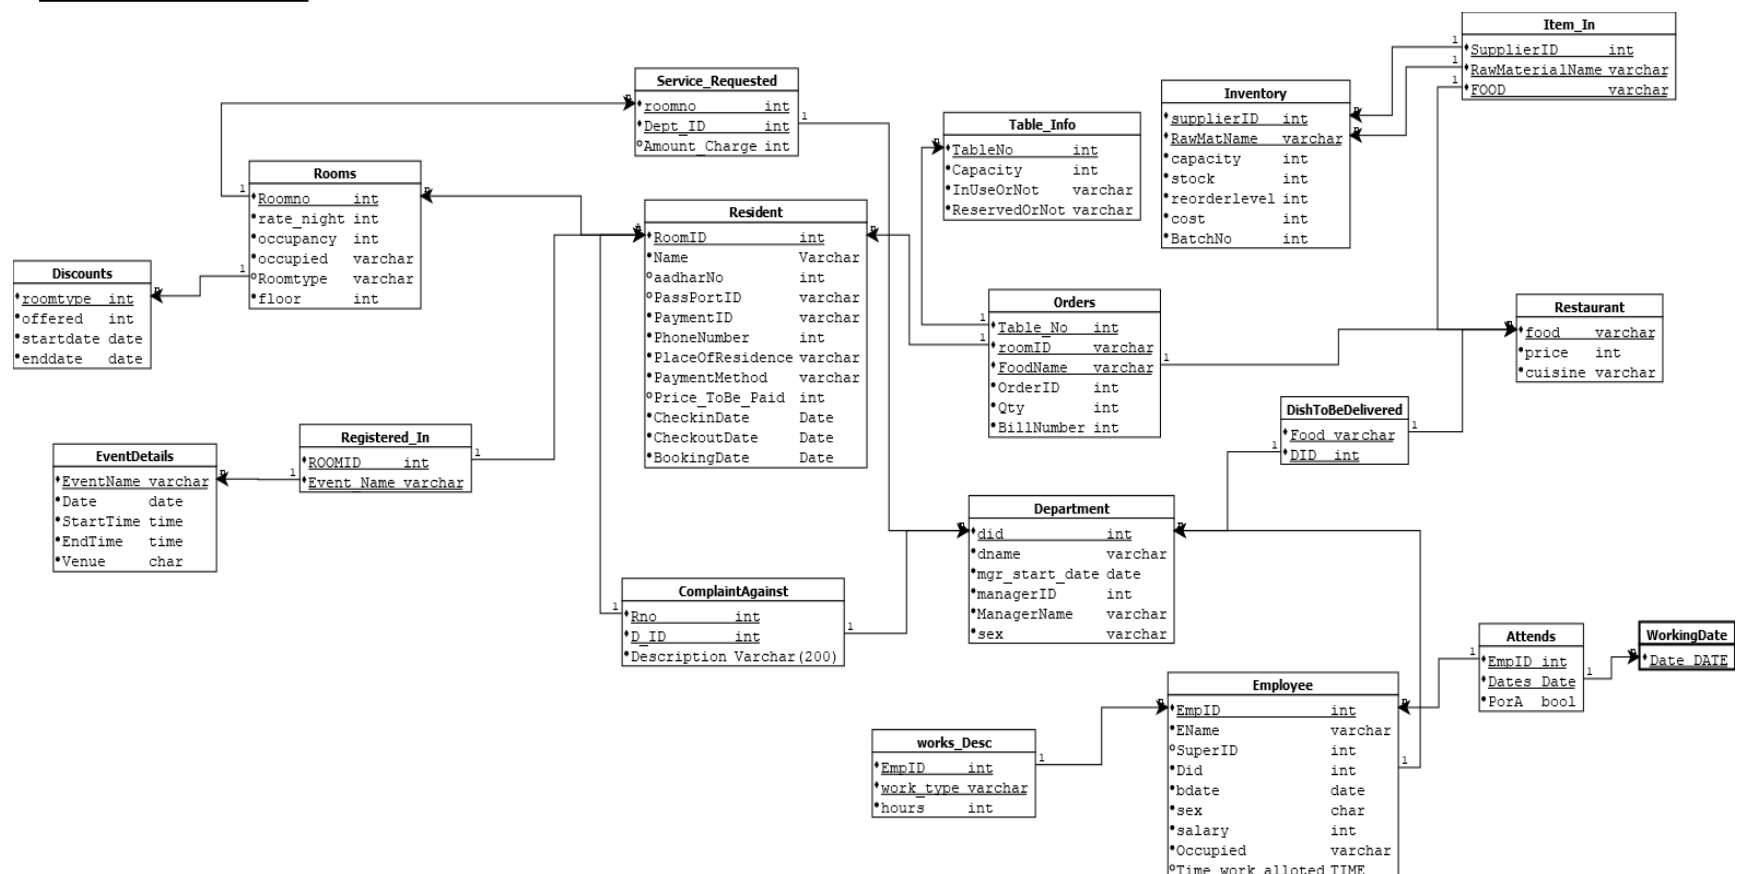 Item_In
SupplierID int
RawMaterialName varchar
FOOD varchar
Service_Requested
roomno int
Dept_ID int
Amount_Charge int
Inventory
supplierID int
RawMatName varchar
capacity int
stock int
reorderlevel int
cost int
BatchNo int
Table_Info
TableNo int
Capacity int
InUseOrNot varchar
ReservedOrNot varchar
Rooms
Roomno int
rate_night int
occupancy int
occupied varchar
Roomtype varchar
floor int
Resident
RoomID int
Name Varchar
aadharNo int
PassPortID varchar
PaymentID varchar
PhoneNumber int
PlaceOfResidence varchar
PaymentMethod varchar
Price_ToBe_Paid int
CheckinDate Date
CheckoutDate Date
BookingDate Date
Discounts
roomtype int
offered int
startdate date
enddate date
Orders
Table_No int
roomID varchar
FoodName varchar
OrderID int
Qty int
BillNumber int
Restaurant
food varchar
price int
cuisine varchar
DishToBeDelivered
Food varchar
DID int
Registered_In
ROOMID int
Event_Name varchar
EventDetails
EventName varchar
Date date
StartTime time
EndTime time
Venue char
Department
did int
dname varchar
mgr_start_date date
managerID int
ManagerName varchar
sex varchar
ComplaintAgainst
Rno int
D_ID int
Description Varchar(200)
Attends
EmpID int
Dates Date
PorA bool
WorkingDate
Date DATE
Employee
EmpID int
EName varchar
SuperID int
Did int
bdate date
sex char
salary int
Occupied varchar
Time_work_alloted TIME
works_Desc
EmpID int
work_type varchar
hours int